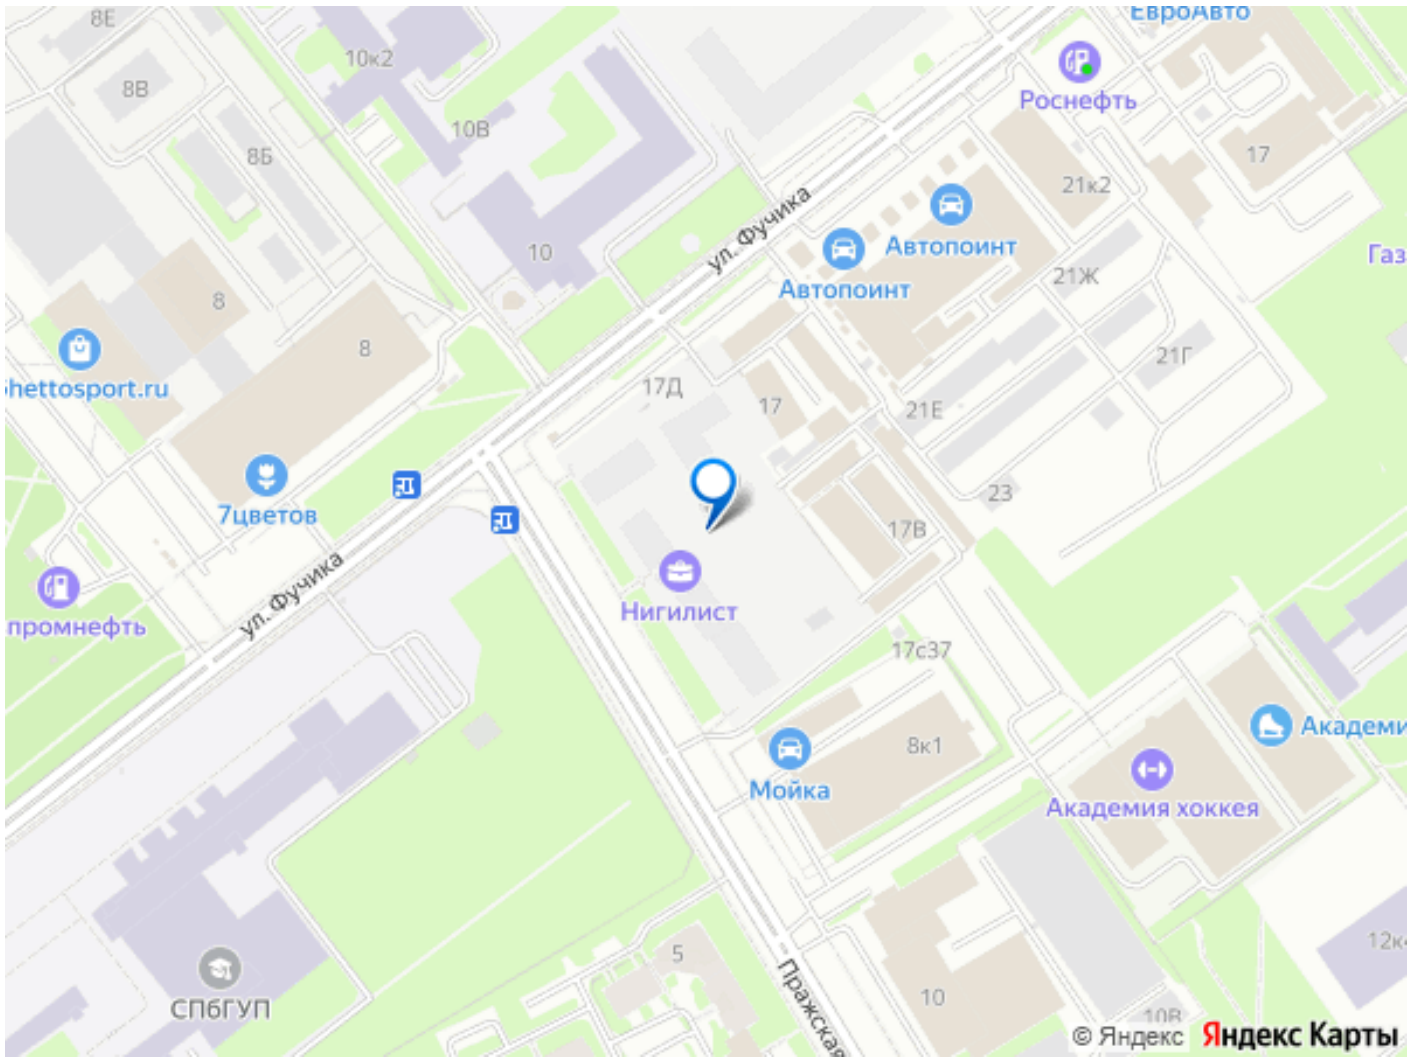 8Е
ЕвроАвто
10к2
Роснефть
8В
10В
8Б
17
21к2
ул. Фучика
Автопоинт
10
Газ
Автопоинт
21Ж
8
8
21Г
hettosport.ru
17Д
17
21Е
23
7цветов
17В
ул. Фучика
Нигилист
промнефть
17с37
Академи
8к1
Мойка
Академия хоккея
12к
5
СПбГУП
Пражская
10
10В
© Яндекс Яндекс Карты